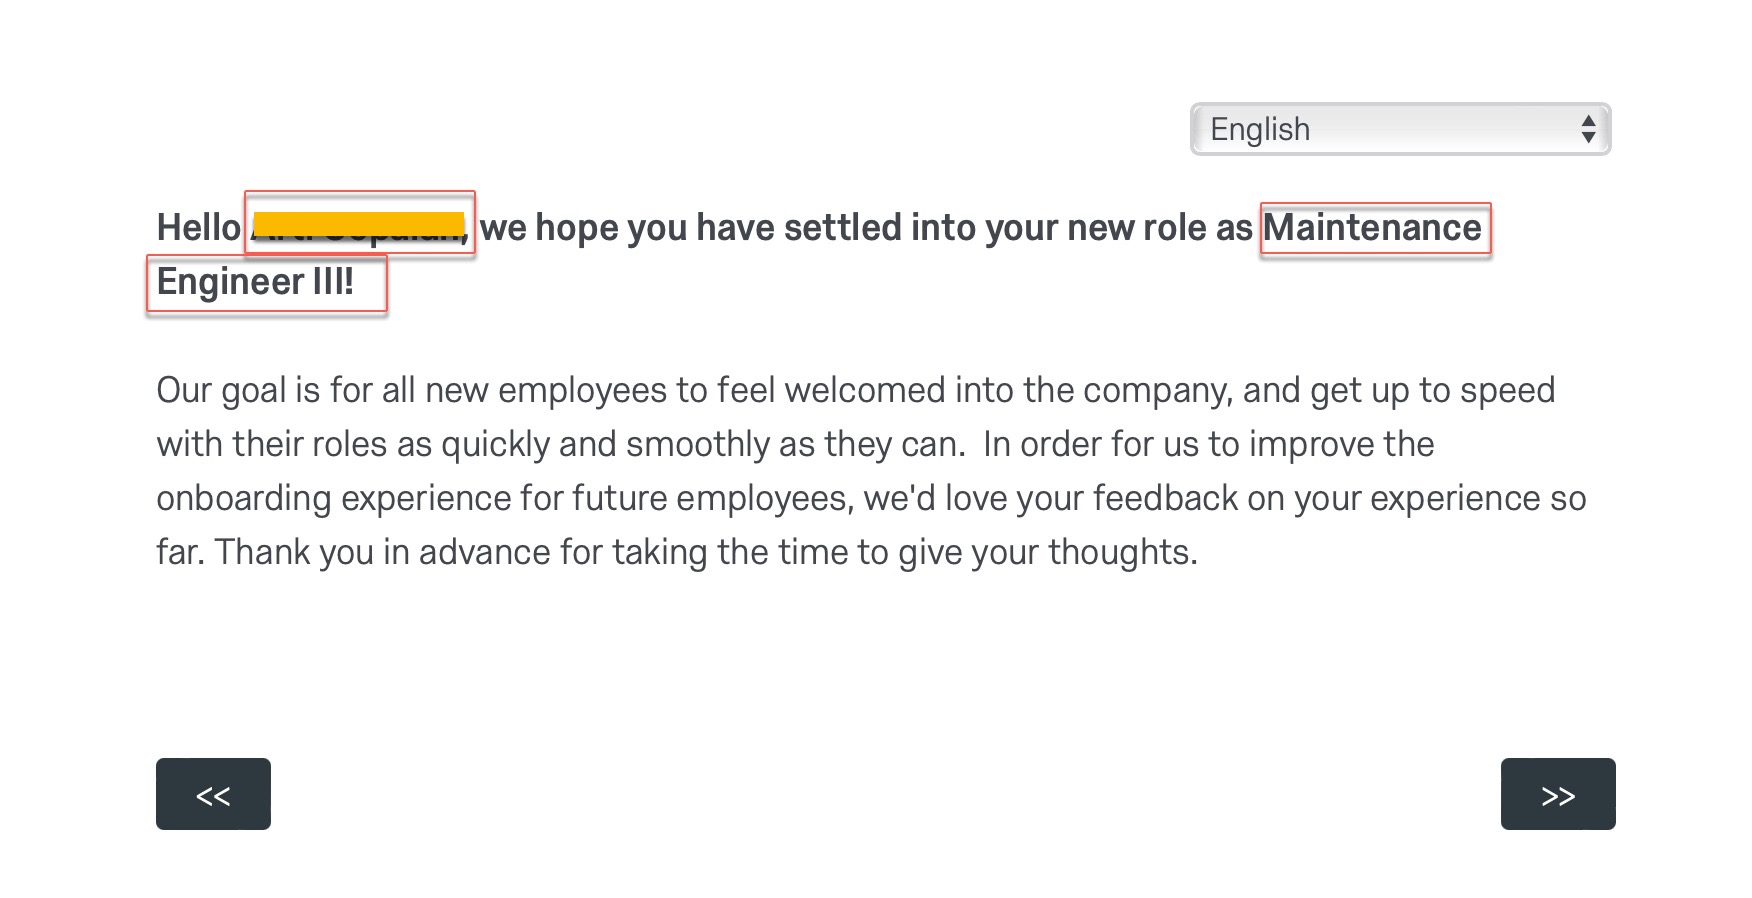 English
Hello we hope you have settled into your new role as Maintenance
Engineer III!
Our goal is for all new employees to feel welcomed into the company, and get up to speed
with their roles as quickly and smoothly as they can.  In order for us to improve the
onboarding experience for future employees, we'd love your feedback on your experience so
far. Thank you in advance for taking the time to give your thoughts.
<< >>